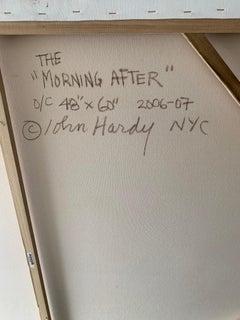 THE
"MORNING AFTER"
O/C 48" x 60" 2006-07
© John Hardy NYC